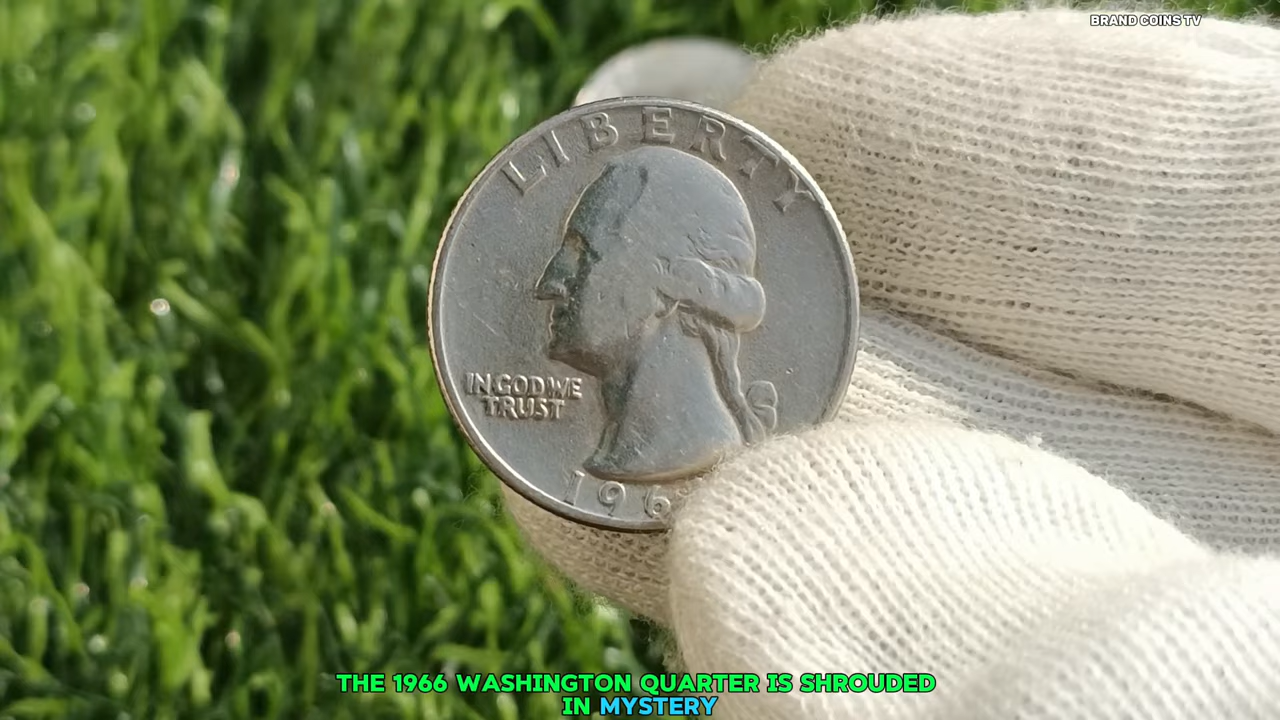 BRAND COINS TV
LIBERTY
IN GOD WE
TRUST
196
THE 1966 WASHINGTON QUARTER IS SHROUDED
IN MYSTERY